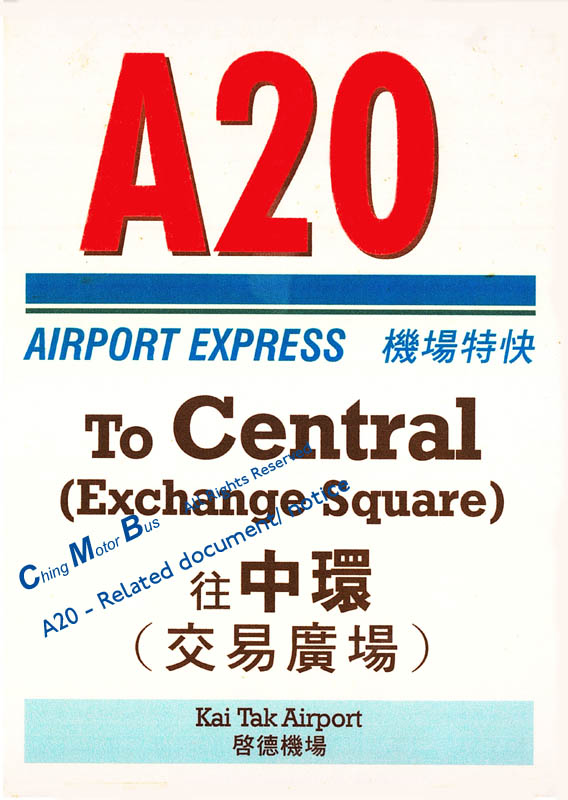 A20
AIRPORT EXPRESS 機場特快
To Central
(Exchange Square)
Ching Motor Bus All Rights Reserved
A20 - Related document/ notice
往中環
（交易廣場）
Kai Tak Airport
啓德機場